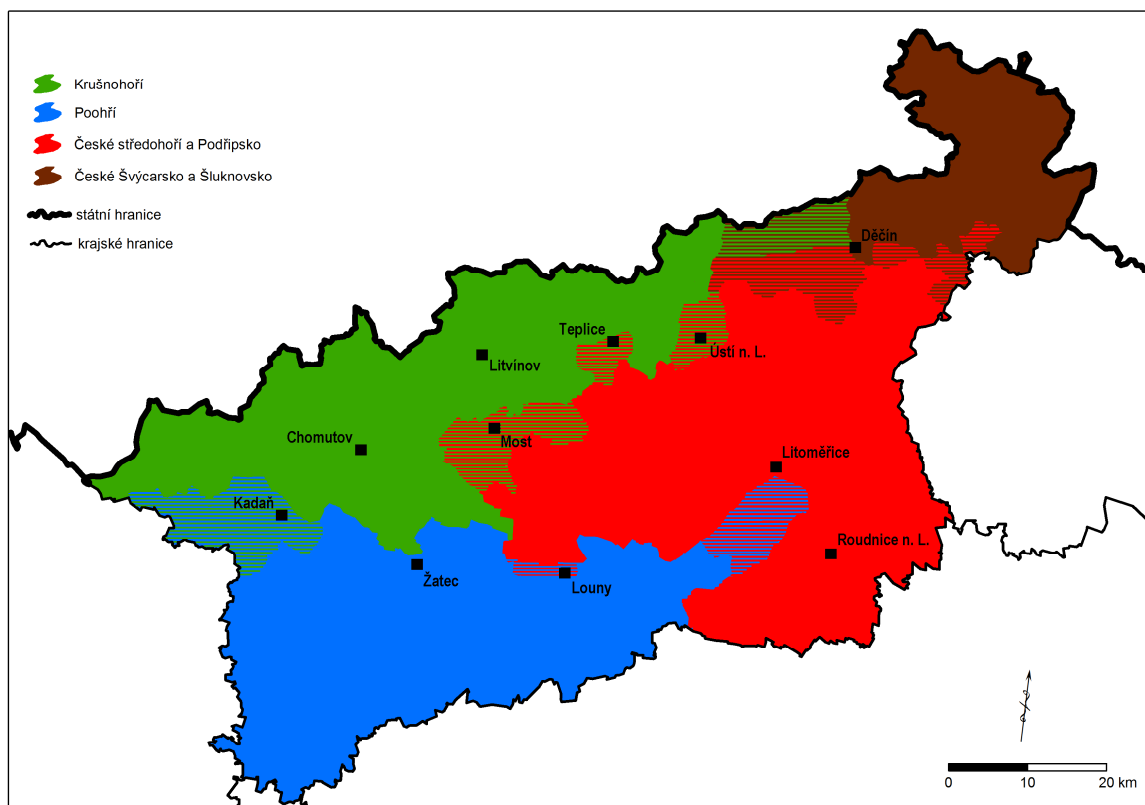 Krušnohoří
Poohří
České středohoří a Podřipsko
České Švýcarsko a Šluknovsko
státní hranice
krajské hranice
Děčín
Teplice
Ústí n. L.
Litvínov
Chomutov
Most
Litoměřice
Kadaň
Roudnice n. L.
Žatec
Louny
0 10 20 km